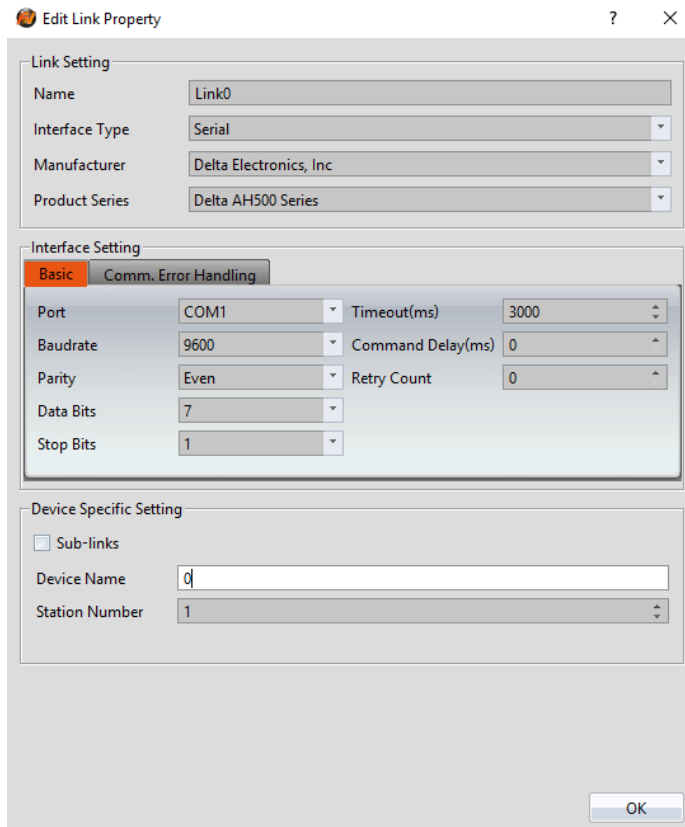 Edit Link Property ? ×
Link Setting
Name Link0
Interface Type Serial
Manufacturer Delta Electronics, Inc
Product Series Delta AH500 Series
Interface Setting
Basic Comm. Error Handling
Port COM1 Timeout(ms) 3000
Baudrate 9600 Command Delay(ms) 0
Parity Even Retry Count 0
Data Bits 7
Stop Bits 1
Device Specific Setting
Sub-links
Device Name 0
Station Number 1
OK